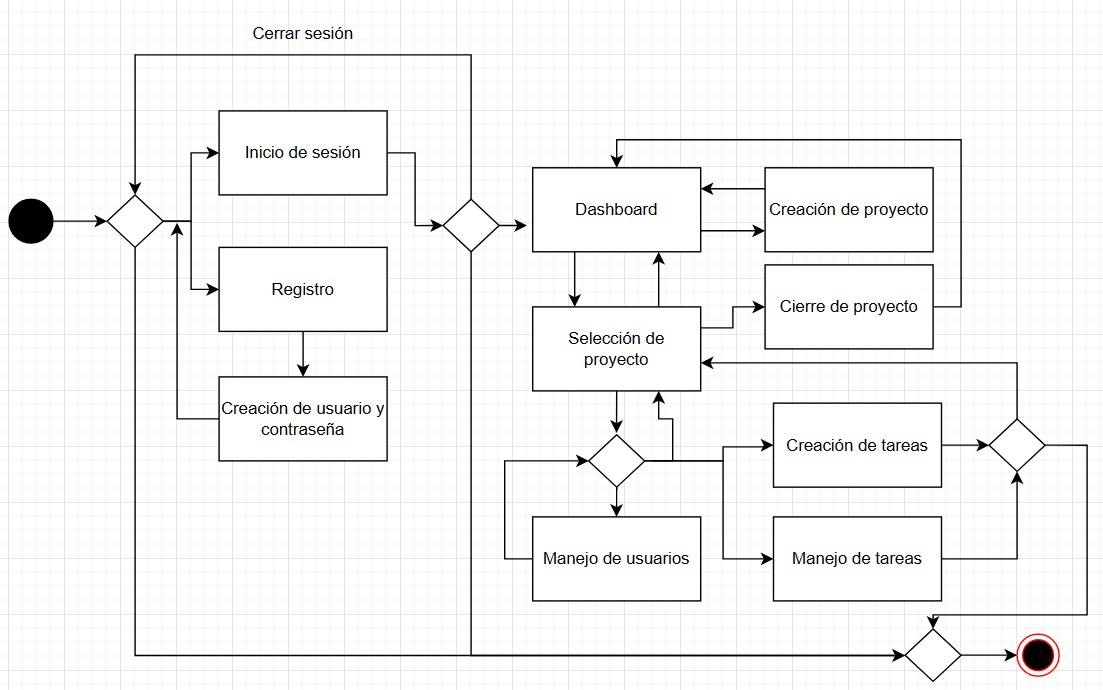 Cerrar sesión
Inicio de sesión
Dashboard
Creación de proyecto
Registro
Cierre de proyecto
Selección de
proyecto
Creación de usuario y
contraseña
Creación de tareas
Manejo de usuarios
Manejo de tareas